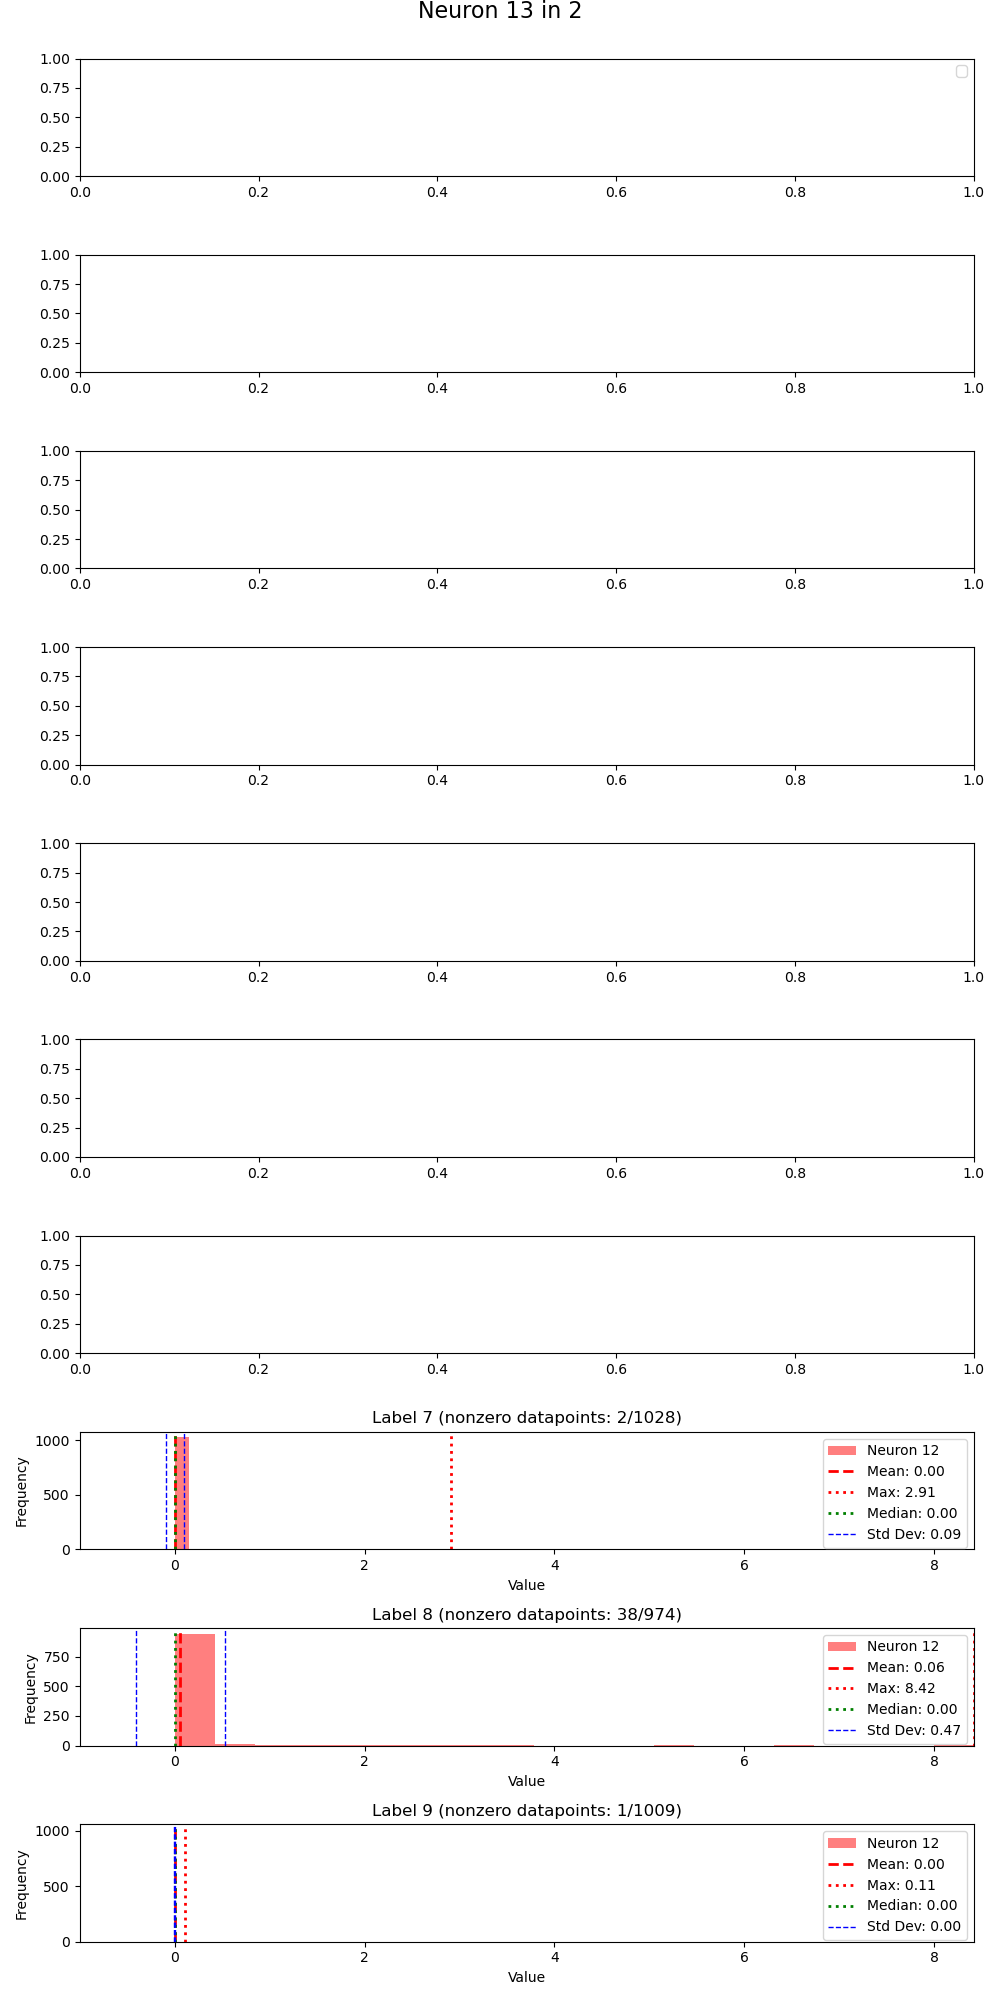 Neuron 13 in 2
1.00
0.75
0.50
0.25
0.00
0.0 0.2 0.4 0.6 0.8 1.0
1.00
0.75
0.50
0.25
0.00
0.0 0.2 0.4 0.6 0.8 1.0
1.00
0.75
0.50
0.25
0.00
0.0 0.2 0.4 0.6 0.8 1.0
1.00
0.75
0.50
0.25
0.00
0.0 0.2 0.4 0.6 0.8 1.0
1.00
0.75
0.50
0.25
0.00
0.0 0.2 0.4 0.6 0.8 1.0
1.00
0.75
0.50
0.25
0.00
0.0 0.2 0.4 0.6 0.8 1.0
1.00
0.75
0.50
0.25
0.00
0.0 0.2 0.4 0.6 0.8 1.0
Label 7 (nonzero datapoints: 2/1028)
Frequency
1000
500
0
Neuron 12
Mean: 0.00
Max: 2.91
Median: 0.00
Std Dev: 0.09
0 2 4 6 8
Value
Label 8 (nonzero datapoints: 38/974)
Frequency
750
500
250
0
Neuron 12
Mean: 0.06
Max: 8.42
Median: 0.00
Std Dev: 0.47
0 2 4 6 8
Value
Label 9 (nonzero datapoints: 1/1009)
Frequency
1000
500
0
Neuron 12
Mean: 0.00
Max: 0.11
Median: 0.00
Std Dev: 0.00
0 2 4 6 8
Value